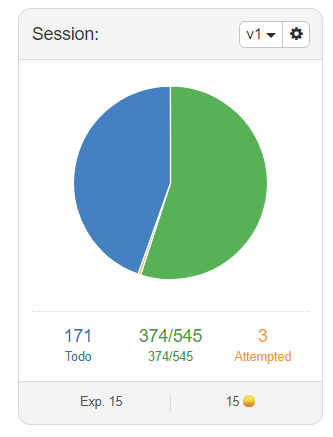 Session:
v1
171
374/545
3
Todo
374/545
Attempted
Exp. 15
15